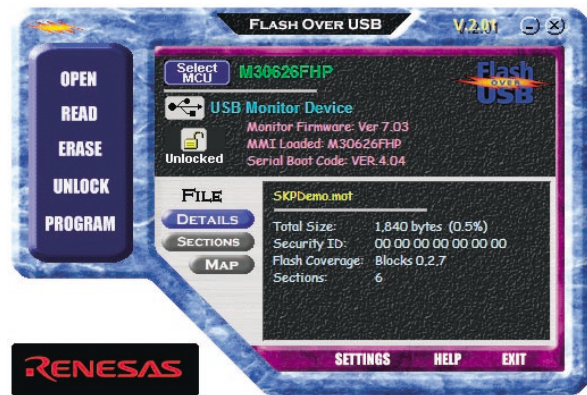 FLASH OVER USB V.2.01
OPEN
READ
ERASE
UNLOCK
PROGRAM
Select MCU M30626FHP
Flash OVER USB
USB Monitor Device
Monitor Firmware: Ver 7.03
MMI Loaded: M30626FHP
Serial Boot Code: VER.4.04
Unlocked
FILE
DETAILS
SECTIONS
MAP
SKPDemo.mot
Total Size: 1,840 bytes (0.5%)
Security ID: 00 00 00 00 00 00 00
Flash Coverage: Blocks 0,2,7
Sections: 6
SETTINGS HELP EXIT
RENESAS